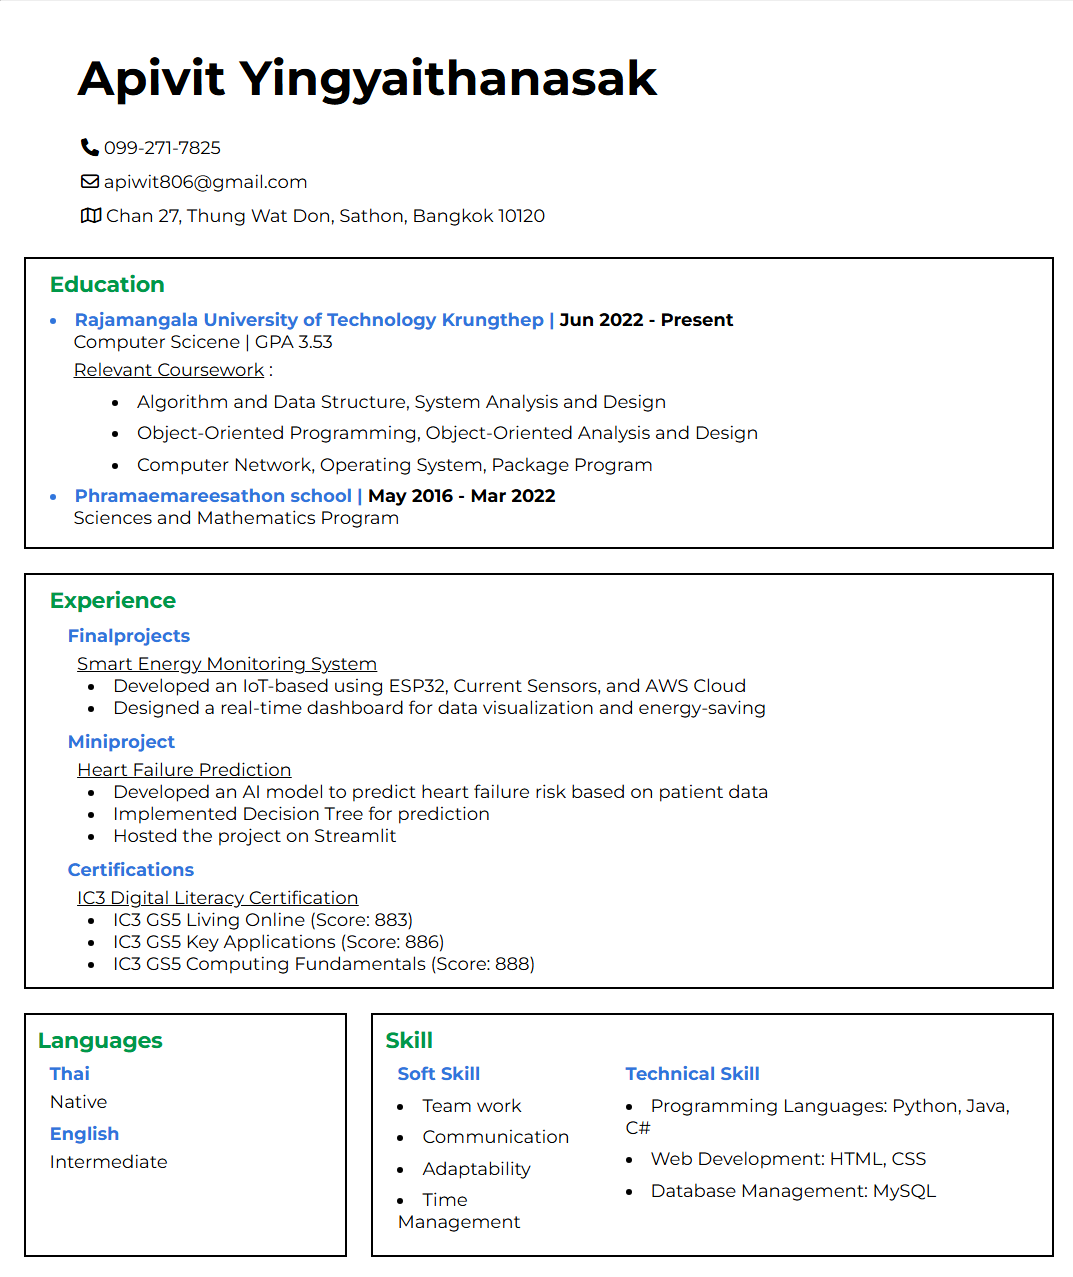 Apivit Yingyaithanasak
099-271-7825
apiwit806@gmail.com
Chan 27, Thung Wat Don, Sathon, Bangkok 10120
Education
• Rajamangala University of Technology Krungthep | Jun 2022 - Present
Computer Scicene | GPA 3.53
Relevant Coursework :
• Algorithm and Data Structure, System Analysis and Design
• Object-Oriented Programming, Object-Oriented Analysis and Design
• Computer Network, Operating System, Package Program
• Phramaemareesathon school | May 2016 - Mar 2022
Sciences and Mathematics Program
Experience
Finalprojects
Smart Energy Monitoring System
• Developed an IoT-based using ESP32, Current Sensors, and AWS Cloud
• Designed a real-time dashboard for data visualization and energy-saving
Miniproject
Heart Failure Prediction
• Developed an AI model to predict heart failure risk based on patient data
• Implemented Decision Tree for prediction
• Hosted the project on Streamlit
Certifications
IC3 Digital Literacy Certification
• IC3 GS5 Living Online (Score: 883)
• IC3 GS5 Key Applications (Score: 886)
• IC3 GS5 Computing Fundamentals (Score: 888)
Languages
Thai
Native
English
Intermediate
Skill
Soft Skill
• Team work
• Communication
• Adaptability
• Time
Management
Technical Skill
• Programming Languages: Python, Java,
C#
• Web Development: HTML, CSS
• Database Management: MySQL